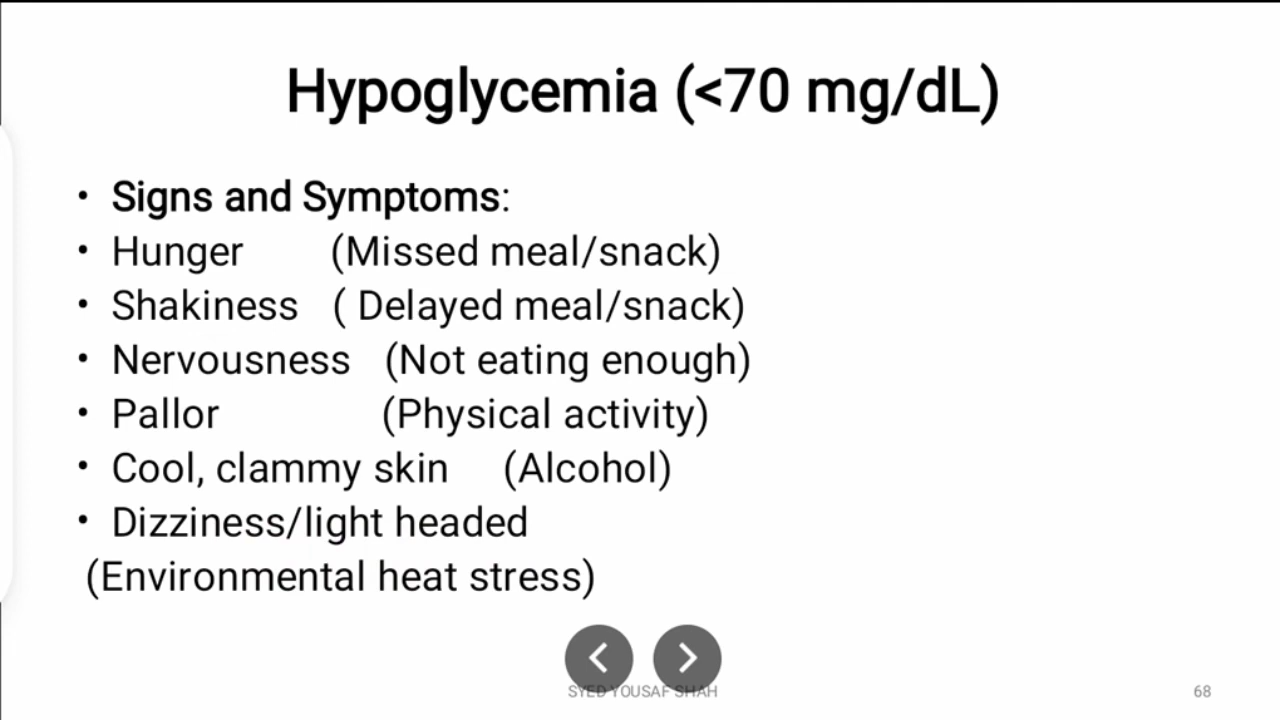 Hypoglycemia (<70 mg/dL)
• Signs and Symptoms:
• Hunger (Missed meal/snack)
• Shakiness ( Delayed meal/snack)
• Nervousness (Not eating enough)
• Pallor (Physical activity)
• Cool, clammy skin (Alcohol)
• Dizziness/light headed
(Environmental heat stress)
SYED YOUSAF SHAH
68